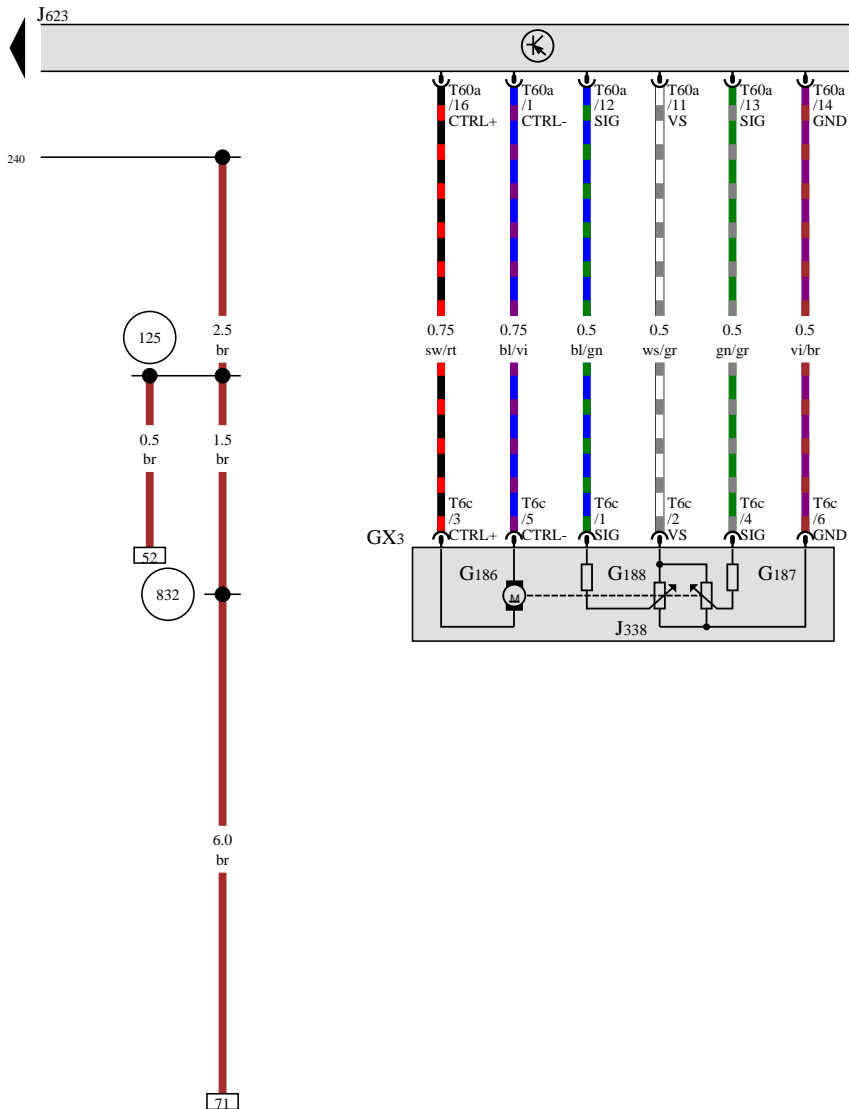 J623
T60a
/16
CTRL+
T60a
/1
CTRL-
T60a
/12
SIG
T60a
/11
VS
T60a
/13
SIG
T60a
/14
GND
240
125
2.5
br
0.75
sw/rt
0.75
bl/vi
0.5
bl/gn
0.5
ws/gr
0.5
gn/gr
0.5
vi/br
0.5
br
1.5
br
T6c
/3
CTRL+
T6c
/5
CTRL-
T6c
/1
SIG
T6c
/2
VS
T6c
/4
SIG
T6c
/6
GND
GX3
52
G186
M
G188
G187
832
J338
6.0
br
71